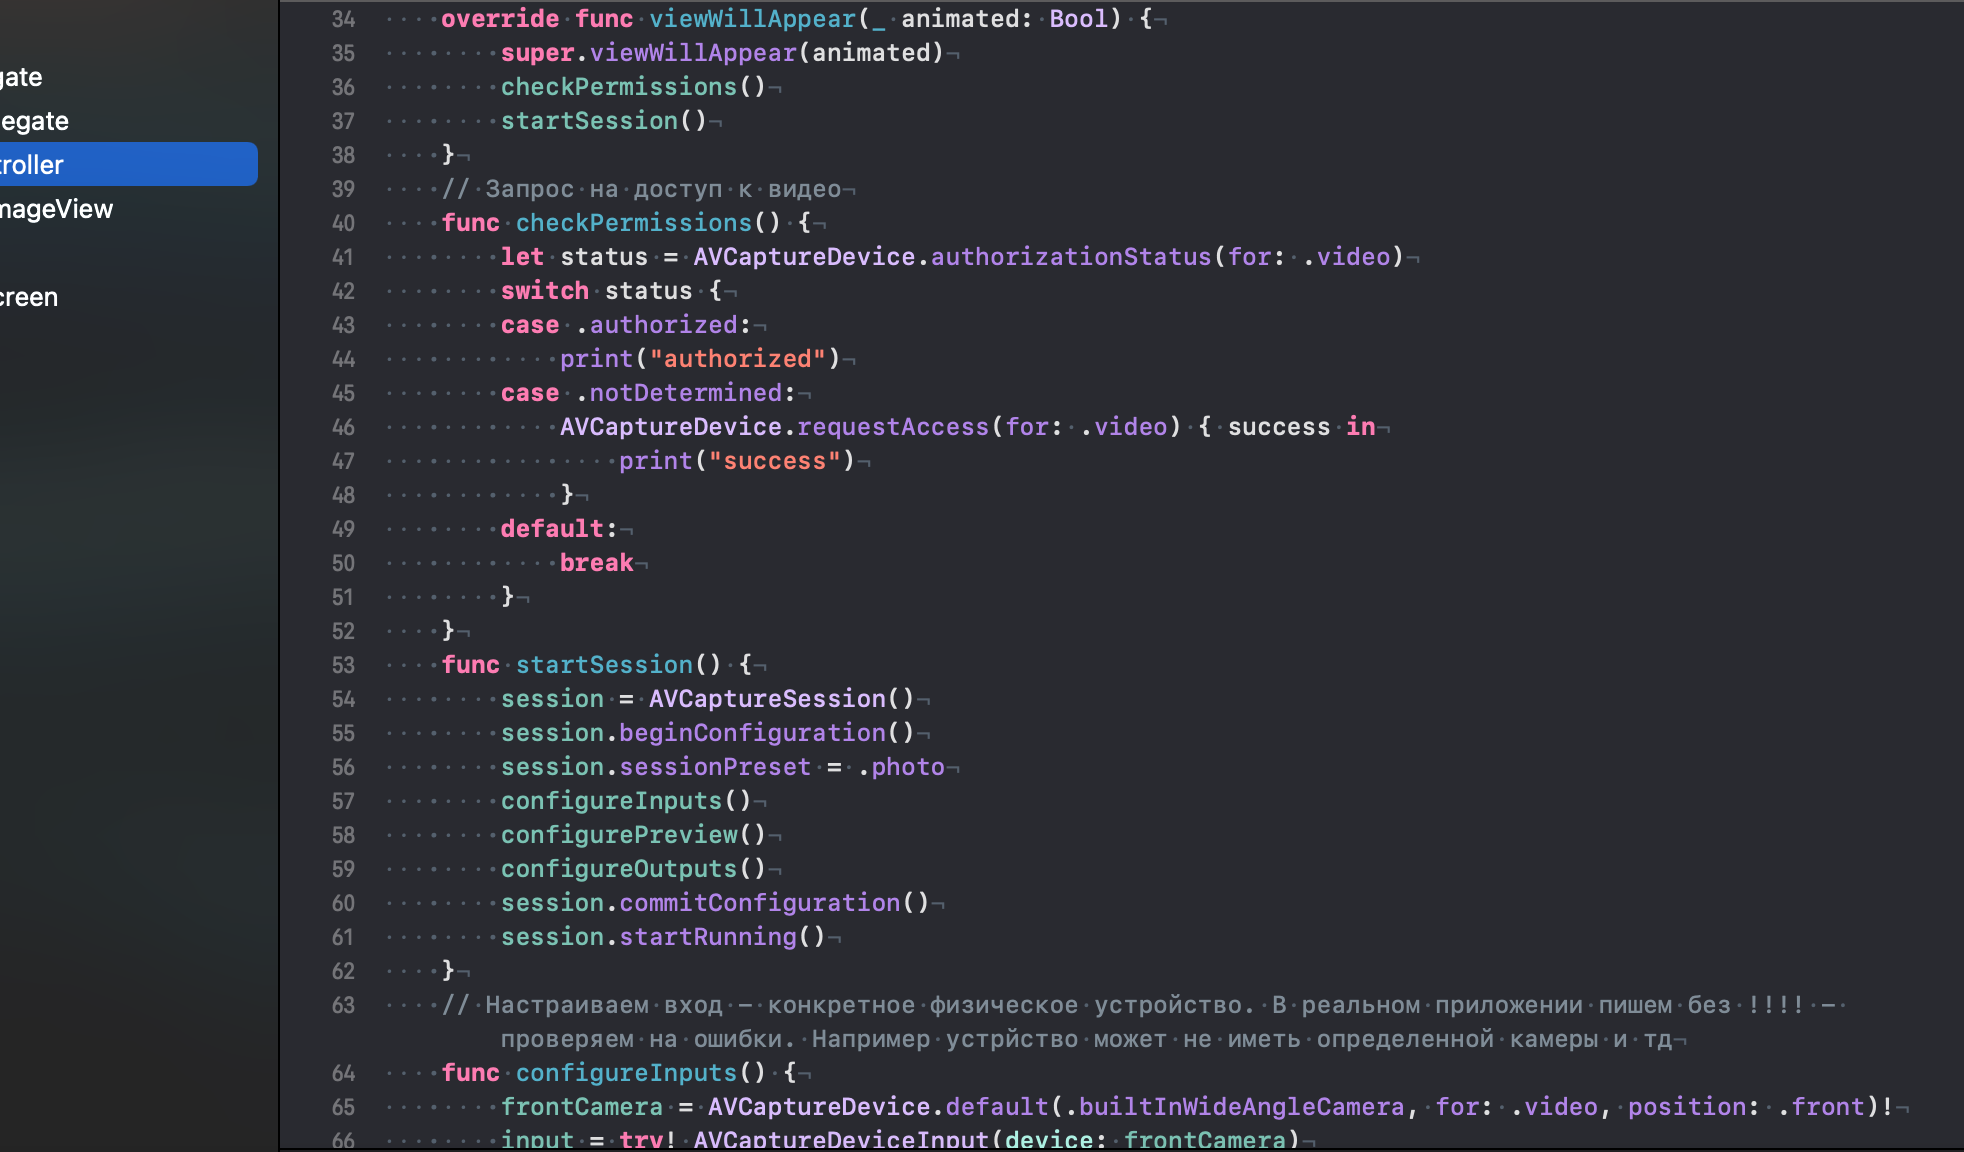 gate
egate
troller
mageView
creen
34 override func viewWillAppear(_ animated: Bool) {
35 super.viewWillAppear(animated)
36 checkPermissions()
37 startSession()
38 }
39 // Запрос на доступ к видео
40 func checkPermissions() {
41 let status = AVCaptureDevice.authorizationStatus(for: .video)
42 switch status {
43 case .authorized:
44 print("authorized")
45 case .notDetermined:
46 AVCaptureDevice.requestAccess(for: .video) { success in
47 print("success")
48 }
49 default:
50 break
51 }
52 }
53 func startSession() {
54 session = AVCaptureSession()
55 session.beginConfiguration()
56 session.sessionPreset = .photo
57 configureInputs()
58 configurePreview()
59 configureOutputs()
60 session.commitConfiguration()
61 session.startRunning()
62 }
63 // Настраиваем вход – конкретное физическое устройство. В реальном приложении пишем без !!!! –
проверяем на ошибки. Например устрйство может не иметь определенной камеры и тд
64 func configureInputs() {
65 frontCamera = AVCaptureDevice.default(.builtInWideAngleCamera, for: .video, position: .front)!
66 input = try! AVCaptureDeviceInput(device: frontCamera)